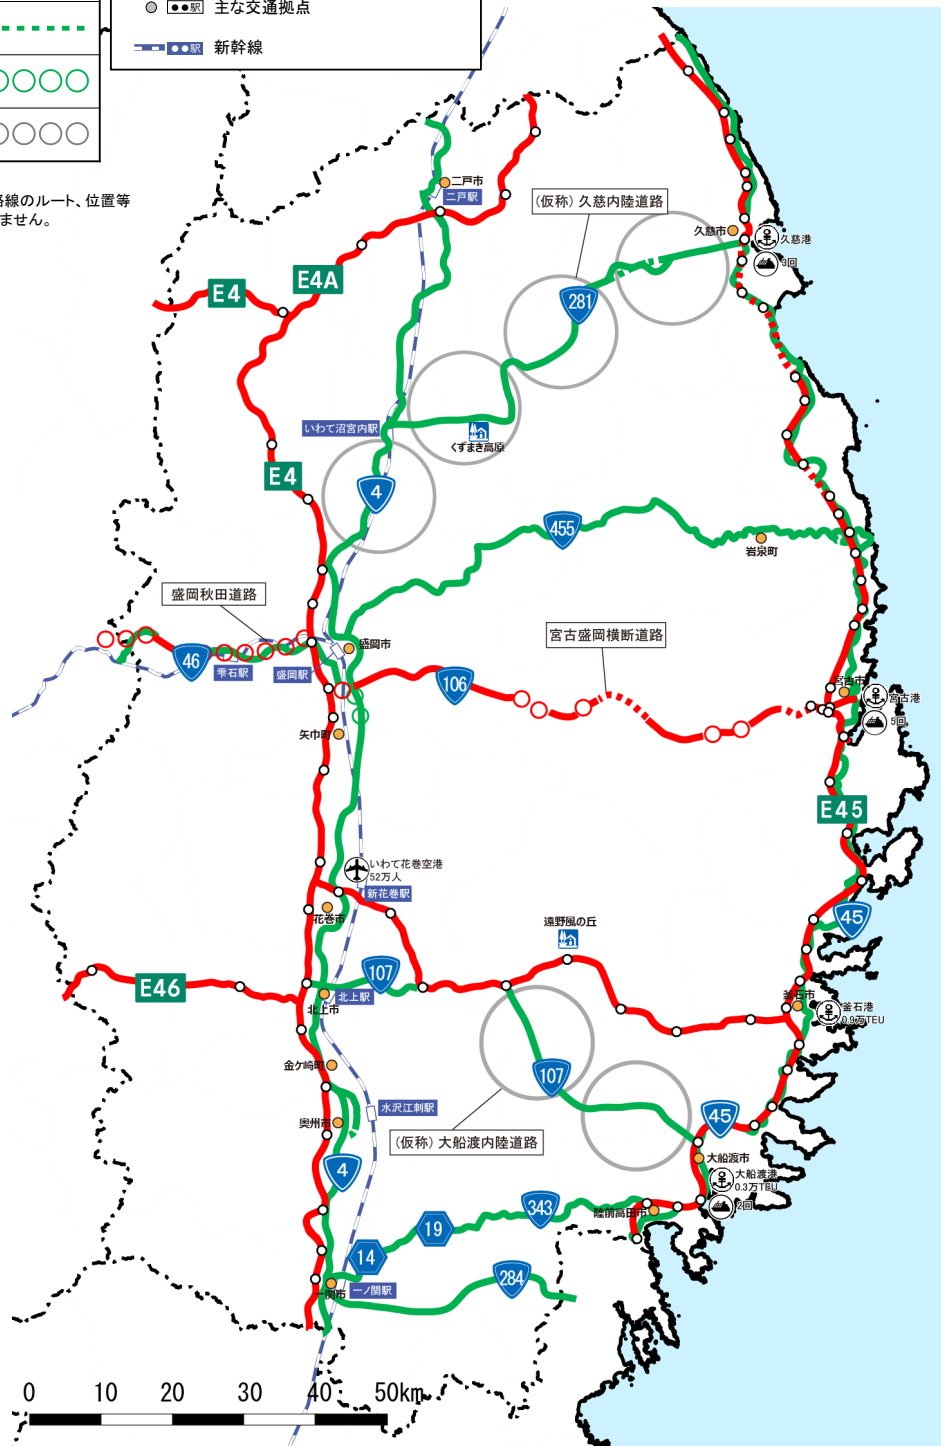 ●●駅 主な交通拠点
●●駅 新幹線
路線のルート、位置等
ません。
二戸市
二戸駅
(仮称) 久慈内陸道路
久慈市
久慈港
3回
E4
E4A
281
いわて沼宮内駅
くずまき高原
E4
4
455
岩泉町
盛岡秋田道路
宮古盛岡横断道路
盛岡市
46
雫石駅
盛岡駅
106
宮古市
宮古港
5回
矢巾町
E45
いわて花巻空港
52万人
新花巻駅
花巻市
45
遠野風の丘
107
E46
北上駅
北上市
釜石市
釜石港
0.9万TEU
金ケ崎町
107
水沢江刺駅
奥州市
45
(仮称) 大船渡内陸道路
大船渡市
4
大船渡港
0.3万TEU
2回
343
陸前高田市
19
14
284
一ノ関駅
一関市
0 10 20 30 40 50km